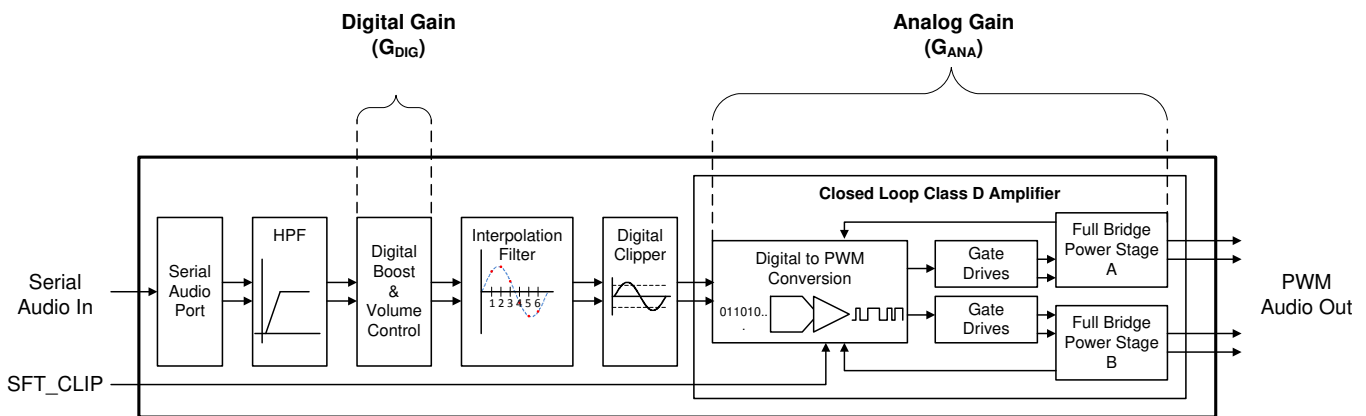 Digital Gain
(GDIG)
Analog Gain
(GANA)
Closed Loop Class D Amplifier
Serial
Audio In
Serial
Audio
Port
HPF
Digital
Boost
&
Volume
Control
Interpolation
Filter
1 2 3 4 5 6
Digital
Clipper
Digital to PWM
Conversion
011010..
.
Gate
Drives
Gate
Drives
Full Bridge
Power Stage
A
Full Bridge
Power Stage
B
PWM
Audio Out
SFT_CLIP